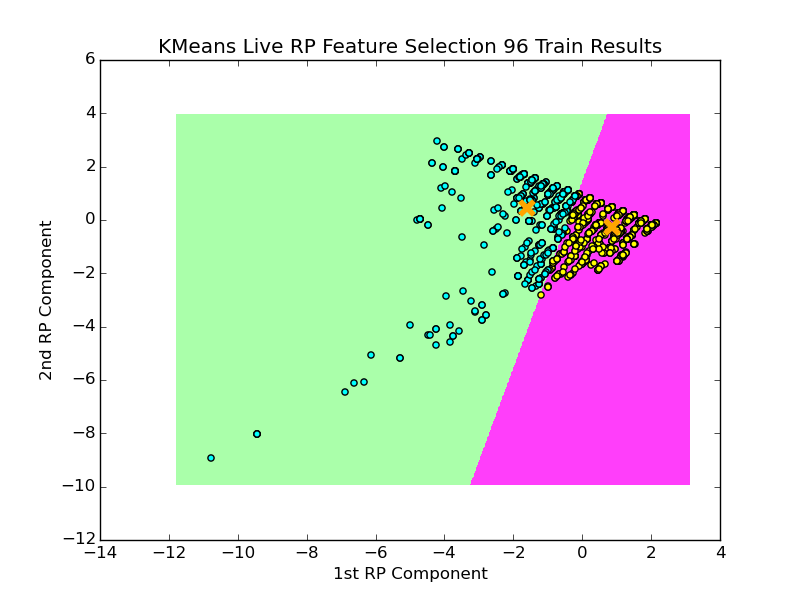 KMeans Live RP Feature Selection 96 Train Results
6
4
2
0
−2
−4
−6
−8
−10
−12
2nd RP Component
−14 −12 −10 −8 −6 −4 −2 0 2 4
1st RP Component